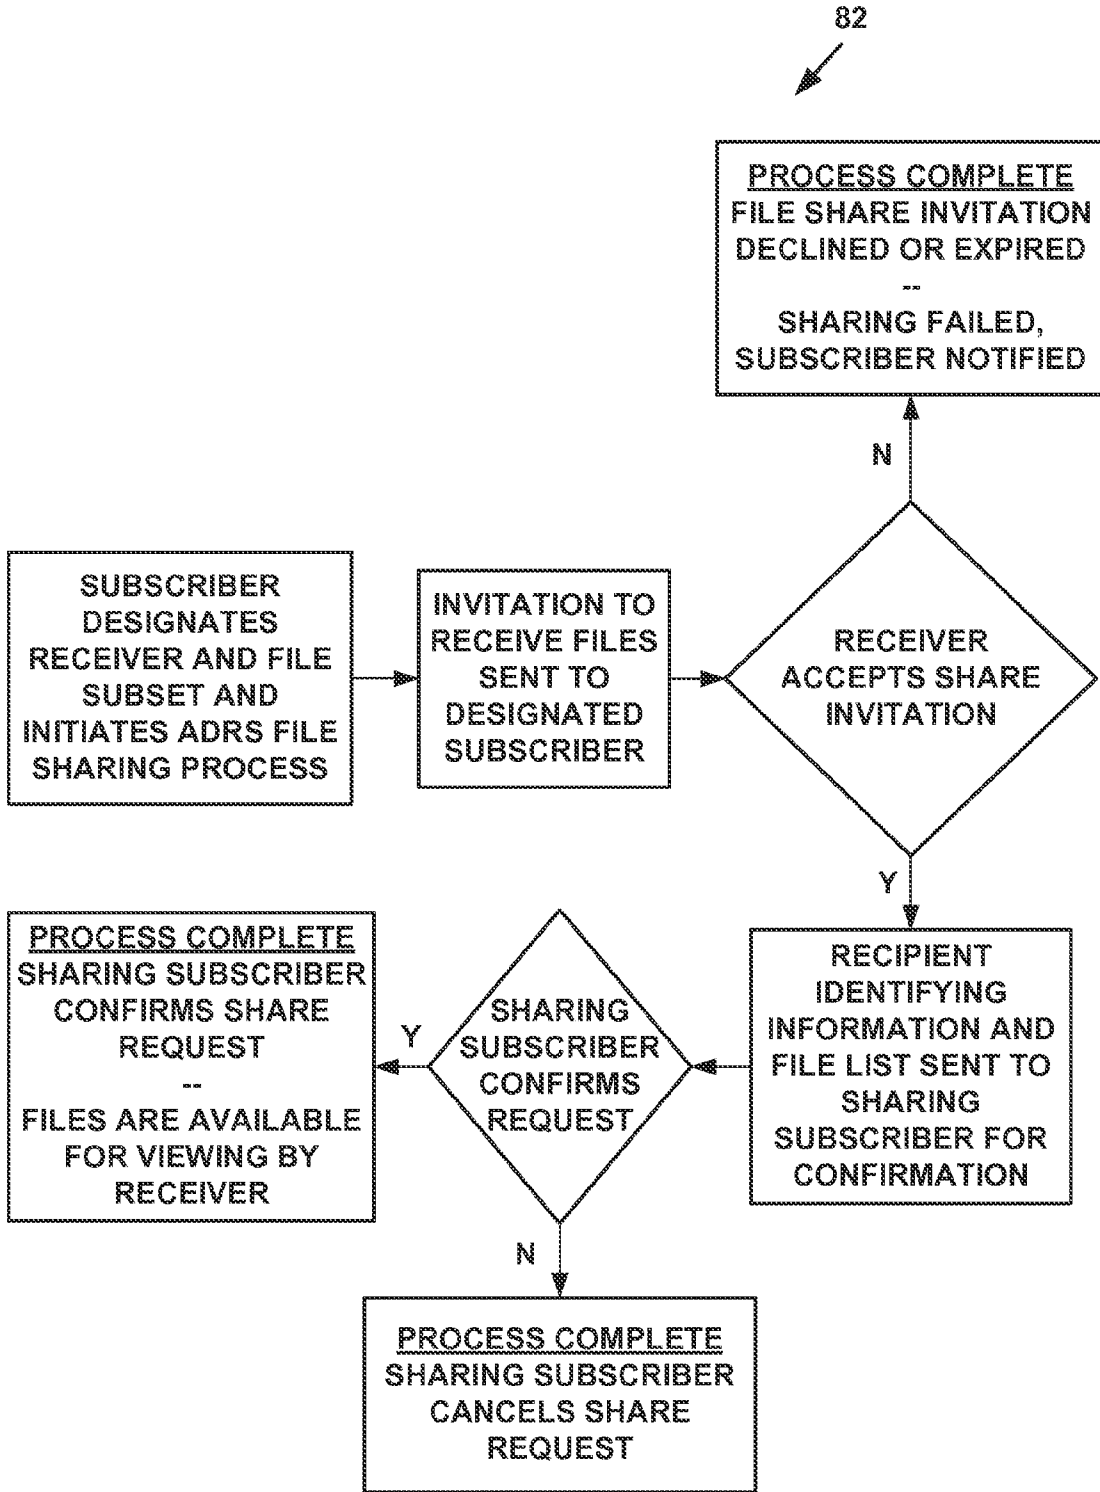 82
PROCESS COMPLETE
FILE SHARE INVITATION
DECLINED OR EXPIRED
--
SHARING FAILED,
SUBSCRIBER NOTIFIED
N
SUBSCRIBER
DESIGNATES
RECEIVER AND FILE
SUBSET AND
INITIATES ADRS FILE
SHARING PROCESS
INVITATION TO
RECEIVE FILES
SENT TO
DESIGNATED
SUBSCRIBER
RECEIVER
ACCEPTS SHARE
INVITATION
Y
RECIPIENT
IDENTIFYING
INFORMATION AND
FILE LIST SENT TO
SHARING
SUBSCRIBER FOR
CONFIRMATION
SHARING
SUBSCRIBER
CONFIRMS
REQUEST
Y
PROCESS COMPLETE
SHARING SUBSCRIBER
CONFIRMS SHARE
REQUEST
--
FILES ARE AVAILABLE
FOR VIEWING BY
RECEIVER
N
PROCESS COMPLETE
SHARING SUBSCRIBER
CANCELS SHARE
REQUEST